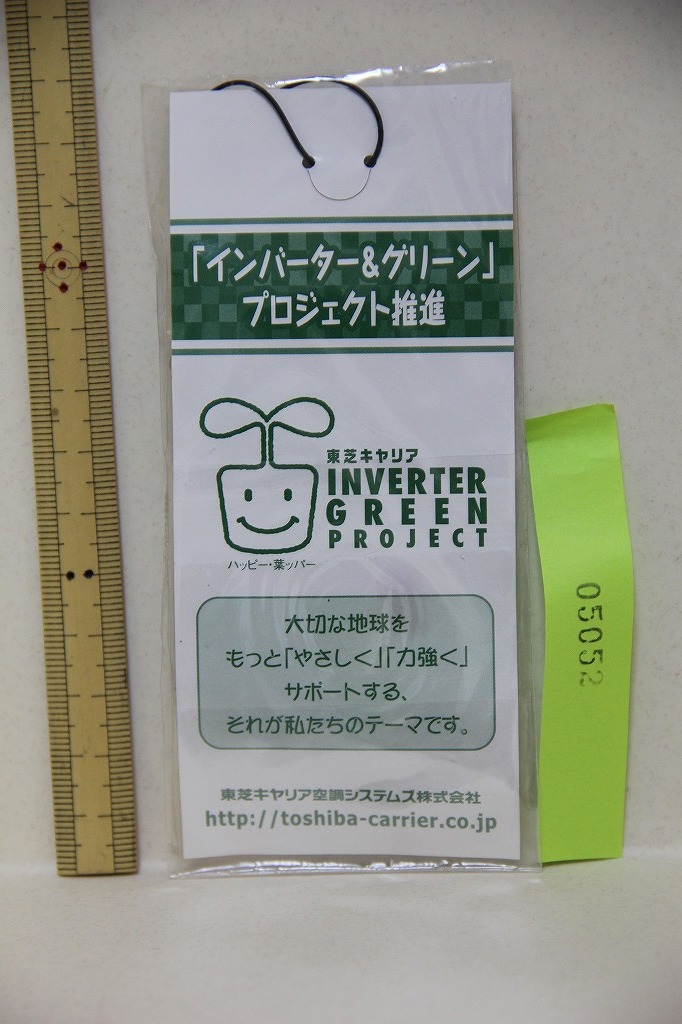 「インバーター&グリーン」
プロジェクト推進
東芝キヤリア
INVERTER
GREEN
PROJECT
ハッピー・葉ッパー
大切な地球を
もっと「やさしく」「力強く」
サポートする、
それが私たちのテーマです。
東芝キヤリア空調システムズ株式会社
http://toshiba-carrier.co.jp
05052